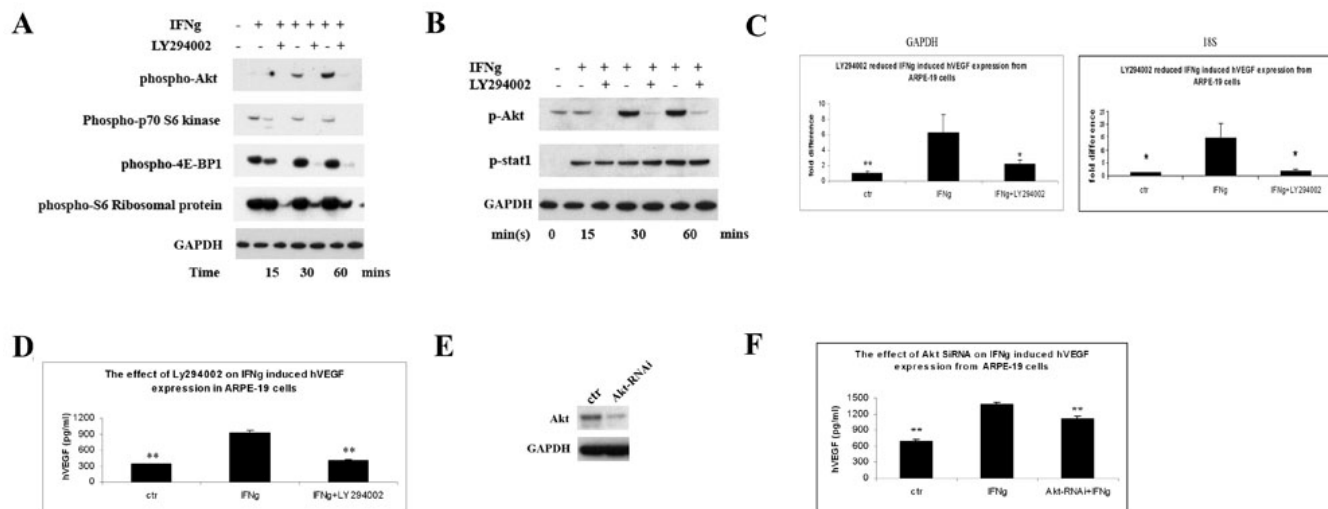 A
IFNg - + + + + + +
LY294002 - - + - + - +
phospho-Akt
Phospho-p70 S6 kinase
phospho-4E-BP1
phospho-S6 Ribosomal protein
GAPDH
Time 15 30 60 mins
B
IFNg - + + + + + +
LY294002 - - + - + - +
p-Akt
p-stat1
GAPDH
min(s) 0 15 30 60 mins
C
GAPDH
LY294002 reduced IFNg induced hVEGF expression from
ARPE-19 cells
fold difference
10
8
6
4
2
0
**
*
ctr IFNg IFNg+LY294002
18S
LY294002 reduced IFNg induced hVEGF expression from
ARPE-19 cells
fold difference
*
*
ctr IFNg IFNg+LY294002
D
The effect of Ly294002 on IFNg induced hVEGF
expression in ARPE-19 cells
hVEGF (pg/ml)
1200
900
600
300
0
**
**
ctr IFNg IFNg+LY294002
E
ctr Akt-RNAi
Akt
GAPDH
F
The effect of Akt SiRNA on IFNg induced hVEGF
expression from ARPE-19 cells
hVEGF (pg/ml)
1500
1200
900
600
300
0
**
**
ctr IFNg Akt-RNAi+IFNg